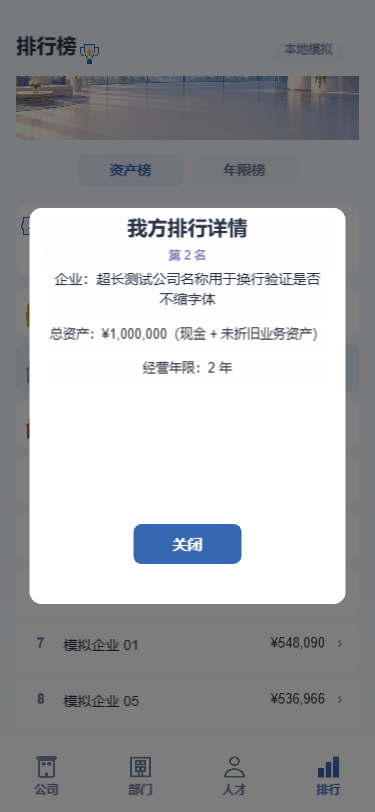 排行榜
本地模拟
资产榜
年限榜
我方排行详情
第 2 名
企业：超长测试公司名称用于换行验证是否
不缩字体
总资产：¥1,000,000（现金 + 未折旧业务资产）
经营年限：2 年
关闭
7 模拟企业 01 ¥548,090 ›
8 模拟企业 05 ¥536,966 ›
公司 部门 人才 排行